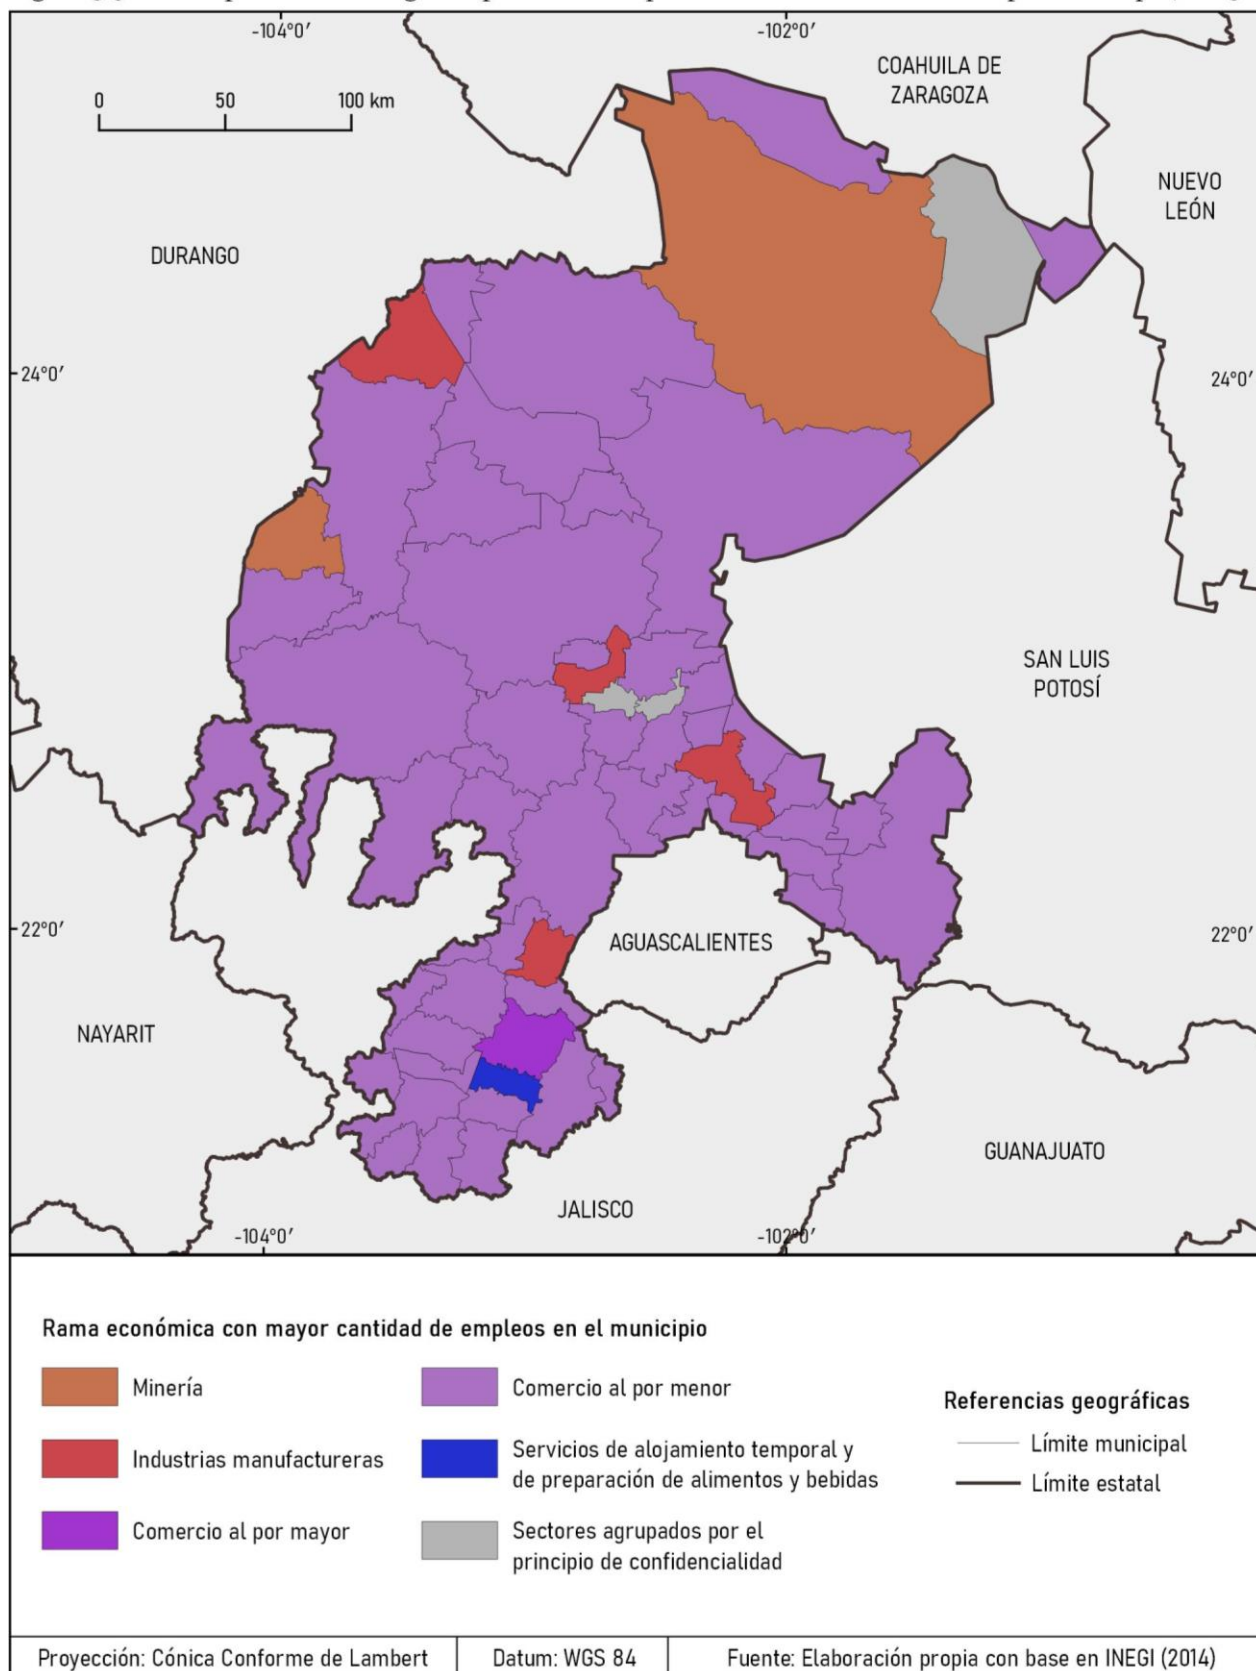 -104°0'
-102°0'
0 50 100 km
COAHUILA DE
ZARAGOZA
NUEVO
LEÓN
DURANGO
24°0'
24°0'
SAN LUIS
POTOSÍ
22°0'
22°0'
AGUASCALIENTES
NAYARIT
GUANAJUATO
JALISCO
-104°0'
-102°0'
Rama económica con mayor cantidad de empleos en el municipio
Minería
Industrias manufactureras
Comercio al por mayor
Comercio al por menor
Servicios de alojamiento temporal y
de preparación de alimentos y bebidas
Sectores agrupados por el
principio de confidencialidad
Referencias geográficas
Límite municipal
Límite estatal
Proyección: Cónica Conforme de Lambert
Datum: WGS 84
Fuente: Elaboración propia con base en INEGI (2014)